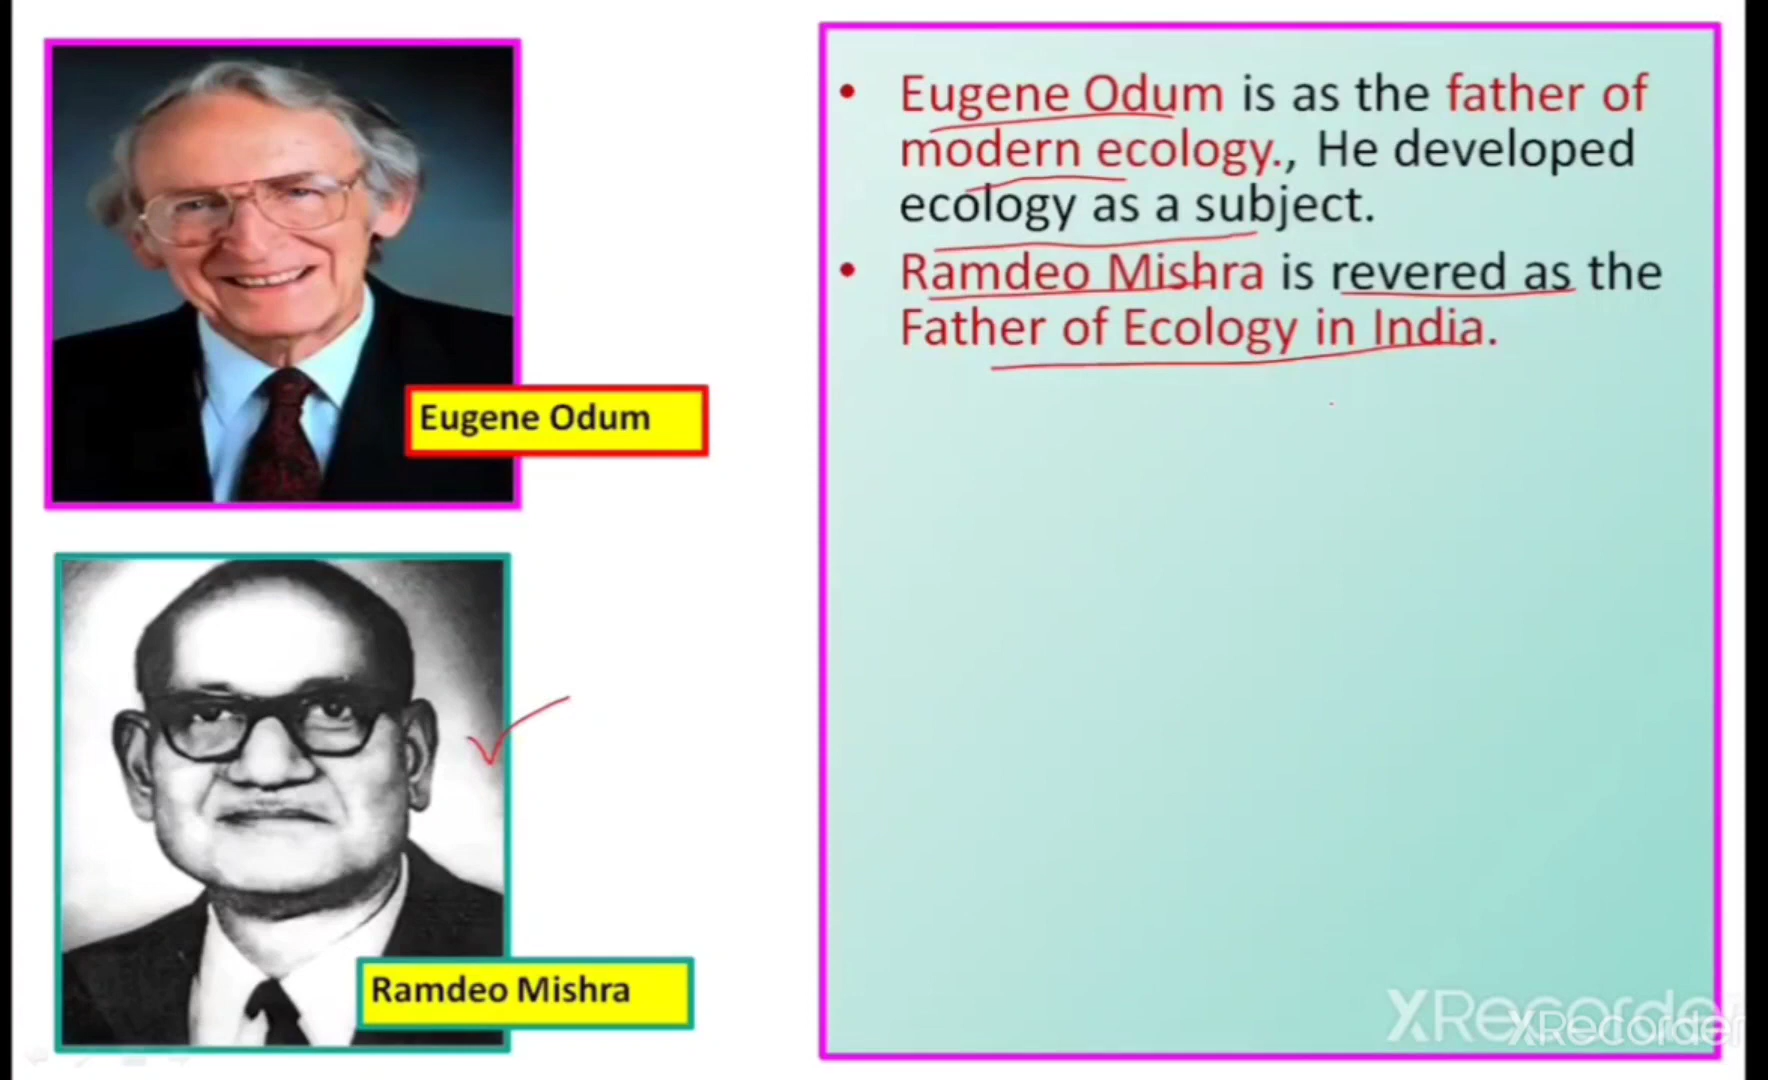 Eugene Odum
Ramdeo Mishra
• Eugene Odum is as the father of
modern ecology., He developed
ecology as a subject.
• Ramdeo Mishra is revered as the
Father of Ecology in India.
XRecorder
XRecorder